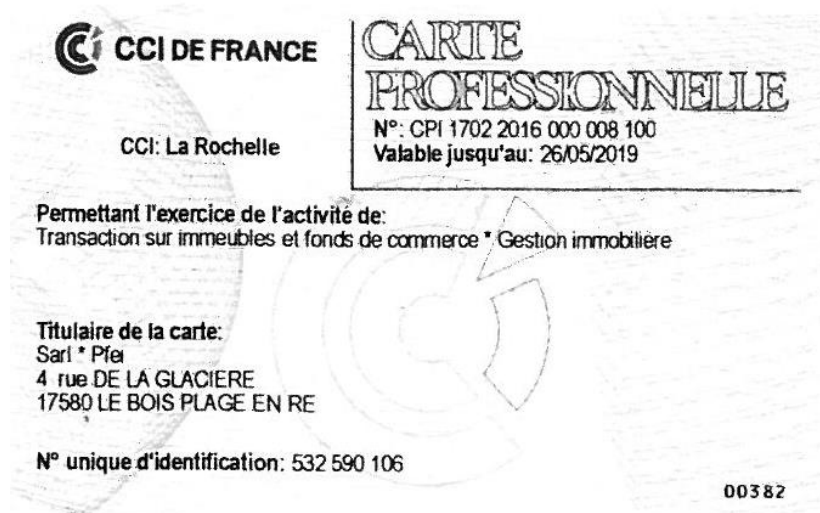 CCI DE FRANCE
CARTE
PROFESSIONNELLE
N°: CPI 1702 2016 000 008 100
Valable jusqu'au: 26/05/2019
CCI: La Rochelle
Permettant l'exercice de l'activité de:
Transaction sur immeubles et fonds de commerce * Gestion immobilière
Titulaire de la carte:
Sarl * Pfei
4 rue DE LA GLACIERE
17580 LE BOIS PLAGE EN RE
N° unique d'identification: 532 590 106
00382